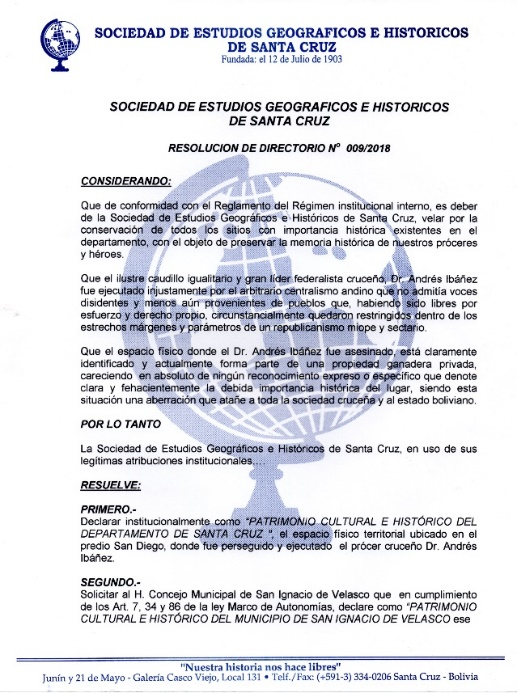 SOCIEDAD DE ESTUDIOS GEOGRAFICOS E HISTORICOS
DE SANTA CRUZ
Fundada: el 12 de Julio de 1903
SOCIEDAD DE ESTUDIOS GEOGRAFICOS E HISTORICOS
DE SANTA CRUZ
RESOLUCION DE DIRECTORIO Nº 009/2018
CONSIDERANDO:
Que de conformidad con el Reglamento del Régimen institucional interno, es deber
de la Sociedad de Estudios Geográficos e Históricos de Santa Cruz, velar por la
conservación de todos los sitios con importancia histórica existentes en el
departamento, con el objeto de preservar la memoria histórica de nuestros próceres
y héroes.
Que el ilustre caudillo igualitario y gran líder federalista cruceño, Dr. Andrés Ibáñez
fue ejecutado injustamente por el arbitrario centralismo andino que no admitía voces
disidentes y menos aún provenientes de pueblos que, habiendo sido libres por
esfuerzo y derecho propio, circunstancialmente quedaron restringidos dentro de los
estrechos márgenes y parámetros de un republicanismo miope y sectario.
Que el espacio físico donde el Dr. Andrés Ibáñez fue asesinado, está claramente
identificado y actualmente forma parte de una propiedad ganadera privada,
careciendo en absoluto de ningún reconocimiento expreso o específico que denote
clara y fehacientemente la debida importancia histórica del lugar, siendo esta
situación una aberración que atañe a toda la sociedad cruceña y al estado boliviano.
POR LO TANTO
La Sociedad de Estudios Geográficos e Históricos de Santa Cruz, en uso de sus
legítimas atribuciones institucionales....
RESUELVE:
PRIMERO.-
Declarar institucionalmente como "PATRIMONIO CULTURAL E HISTÓRICO DEL
DEPARTAMENTO DE SANTA CRUZ ", el espacio físico territorial ubicado en el
predio San Diego, donde fue perseguido y ejecutado el prócer cruceño Dr. Andrés
Ibáñez.
SEGUNDO.-
Solicitar al H. Concejo Municipal de San Ignacio de Velasco que en cumplimiento
de los Art. 7, 34 y 86 de la ley Marco de Autonomías, declare como "PATRIMONIO
CULTURAL E HISTÓRICO DEL MUNICIPIO DE SAN IGNACIO DE VELASCO ese
"Nuestra historia nos hace libres"
Junín y 21 de Mayo - Galería Casco Viejo, Local 131 • Telf./Fax: (+591-3) 334-0206 Santa Cruz - Bolivia